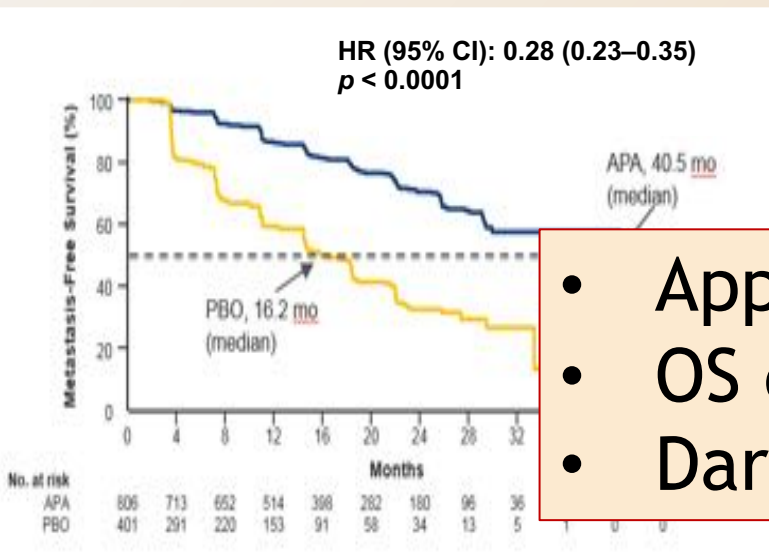 HR (95% CI): 0.28 (0.23–0.35)
p < 0.0001
Metastasis-Free Survival (%)
100
80
60
40
20
0
APA, 40.5 mo
(median)
PBO, 16.2 mo
(median)
• App
• OS
• Dar
0 4 8 12 16 20 24 28 32
Months
No. at risk
APA 806 713 652 514 398 282 180 96 36
PBO 401 291 220 153 91 58 34 13 5 1 0 0